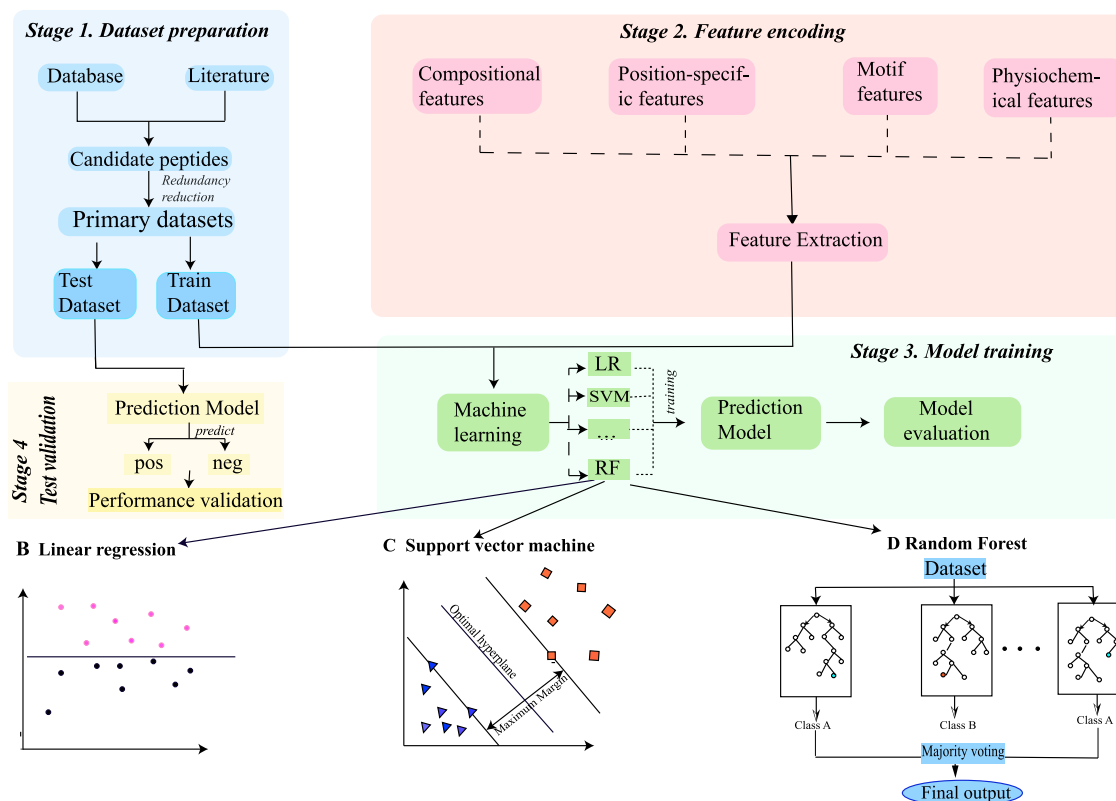 Stage 1. Dataset preparation
Database
Literature
Candidate peptides
Redundancy
reduction
Primary datasets
Test
Dataset
Train
Dataset
Stage 2. Feature encoding
Compositional
features
Position-specif-
ic features
Motif
features
Physiochem-
ical features
Feature Extraction
Stage 3. Model training
Machine
learning
LR
SVM
...
RF
training
Prediction
Model
Model
evaluation
Stage 4
Test validation
Prediction Model
predict
pos
neg
Performance validation
B Linear regression
C Support vector machine
Optimal hyperplane
Maximum Margin
D Random Forest
Dataset
Class A
Class B
Class A
Majority voting
Final output